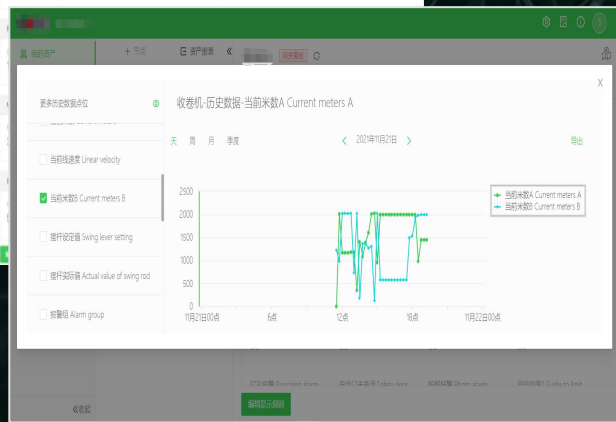 我的资产
+ 节点
资产报表
《
更多历史数据点位
收卷机-历史数据-当前米数A Current meters A
X
天 周 月 季度
< 2021年11月21日 >
导出
当前线速度 Linear velocity
当前米数B Current meters B
摆杆设定值 Swing lever setting
摆杆实际值 Actual value of swing rod
报警组 Alarm group
2500
2000
1500
1000
500
0
11月21日00点
6点
12点
18点
11月22日00点
当前米数A Current meters A
当前米数B Current meters B
《收起
编辑显示规则